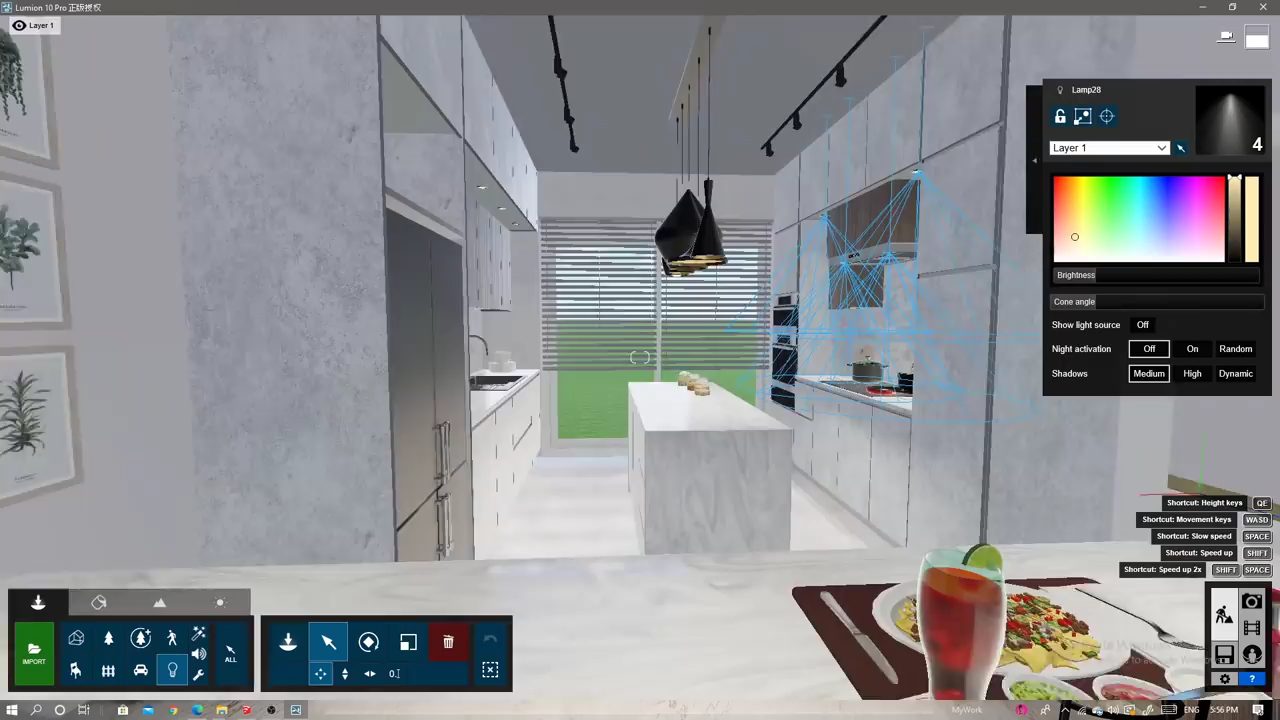 Lumion 10 Pro 正版授权
Layer 1
Lamp28
4
Layer 1
Brightness
Cone angle
Show light source Off
Night activation Off On Random
Shadows Medium High Dynamic
Shortcut: Height keys QE
Shortcut: Movement keys WASD
Shortcut: Slow speed SPACE
Shortcut: Speed up SHIFT
Shortcut: Speed up 2x SHIFT SPACE
IMPORT
ALL
?
MyWork
ENG
5:56 PM